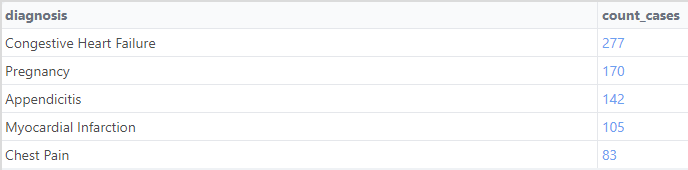 diagnosis count_cases
Congestive Heart Failure 277
Pregnancy 170
Appendicitis 142
Myocardial Infarction 105
Chest Pain 83